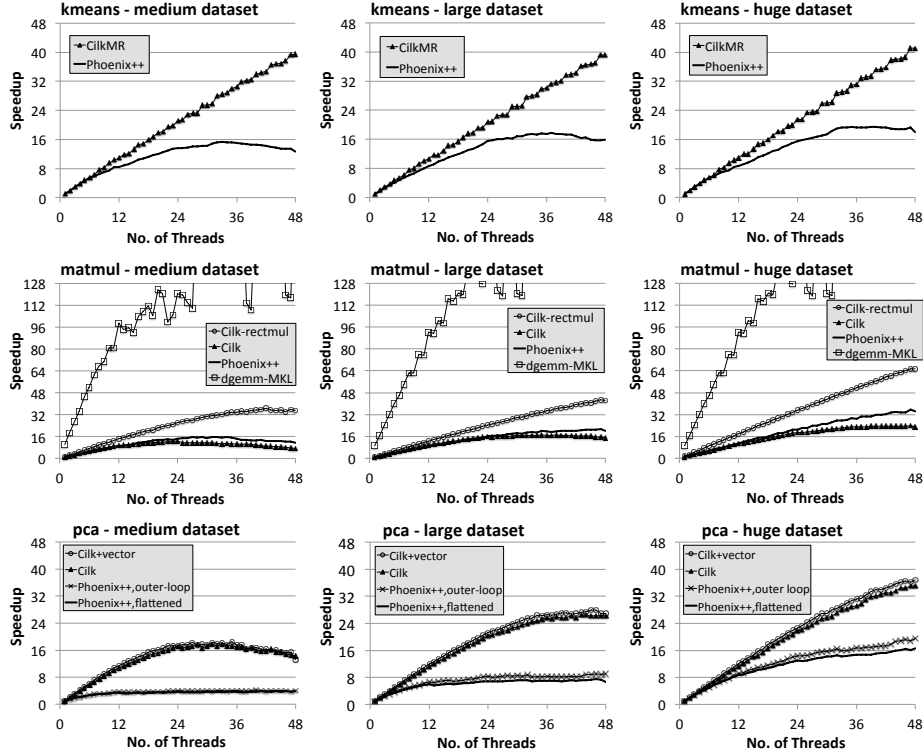 kmeans - medium dataset
48
40
32
24
16
8
0
Speedup
CilkMR
Phoenix++
0
12
24
36
48
No. of Threads
kmeans - large dataset
48
40
32
24
16
8
0
Speedup
CilkMR
Phoenix++
0
12
24
36
48
No. of Threads
kmeans - huge dataset
48
40
32
24
16
8
0
Speedup
CilkMR
Phoenix++
0
12
24
36
48
No. of Threads
matmul - medium dataset
128
112
96
80
64
48
32
16
0
Speedup
Cilk-rectmul
Cilk
Phoenix++
dgemm-MKL
0
12
24
36
48
No. of Threads
matmul - large dataset
128
112
96
80
64
48
32
16
0
Speedup
Cilk-rectmul
Cilk
Phoenix++
dgemm-MKL
0
12
24
36
48
No. of Threads
matmul - huge dataset
128
112
96
80
64
48
32
16
0
Speedup
Cilk-rectmul
Cilk
Phoenix++
dgemm-MKL
0
12
24
36
48
No. of Threads
pca - medium dataset
48
40
32
24
16
8
0
Speedup
Cilk+vector
Cilk
Phoenix++,outer-loop
Phoenix++,flattened
0
12
24
36
48
No. of Threads
pca - large dataset
48
40
32
24
16
8
0
Speedup
Cilk+vector
Cilk
Phoenix++,outer-loop
Phoenix++,flattened
0
12
24
36
48
No. of Threads
pca - huge dataset
48
40
32
24
16
8
0
Speedup
Cilk+vector
Cilk
Phoenix++,outer loop
Phoenix++,flattened
0
12
24
36
48
No. of Threads